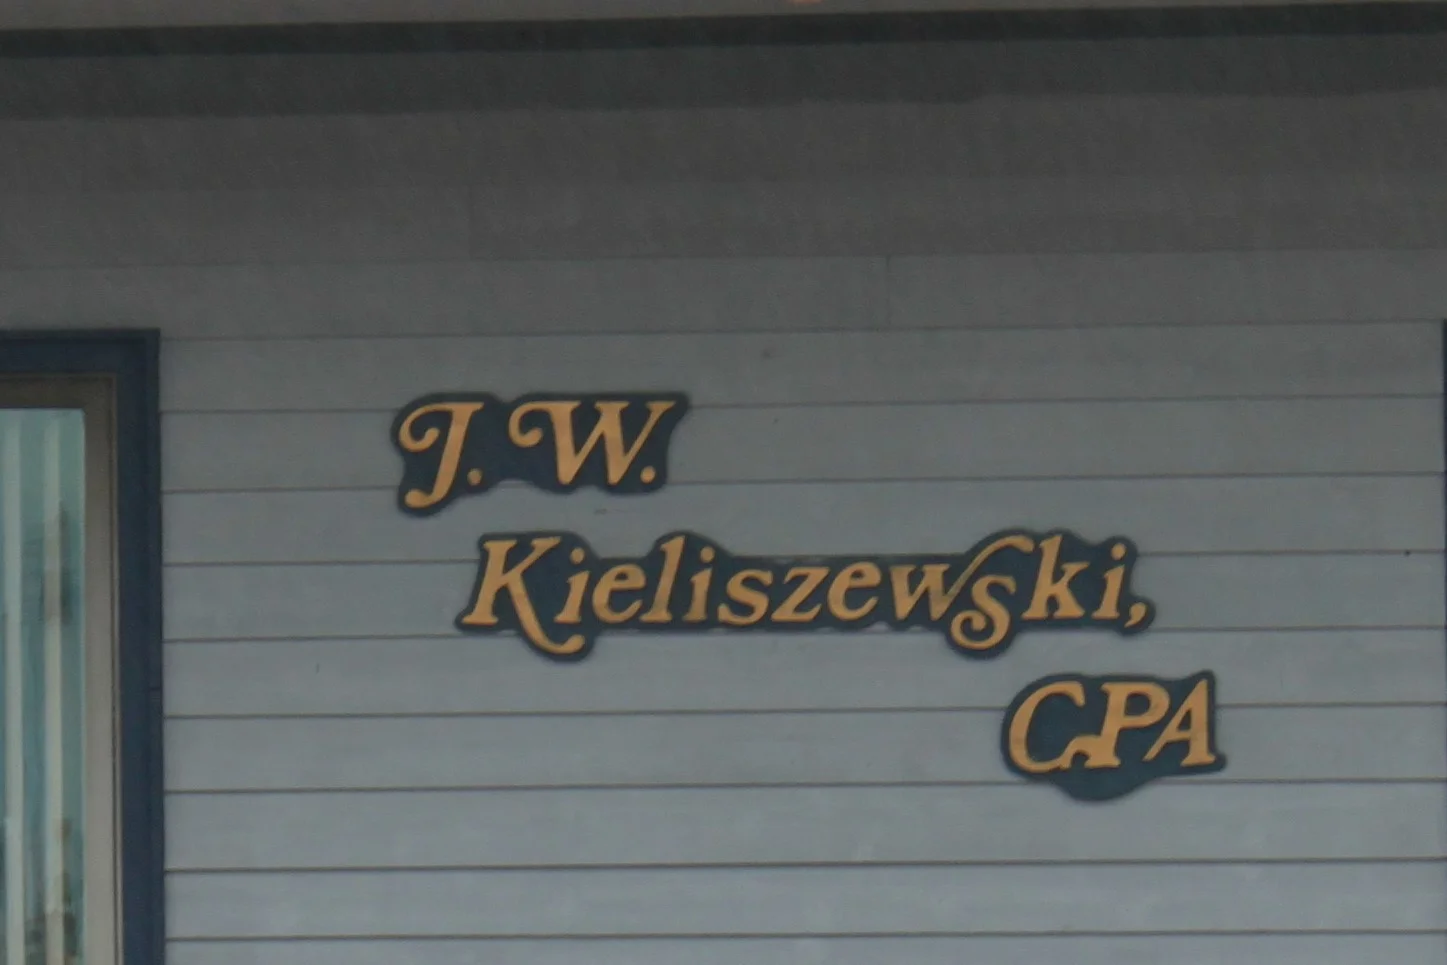 J. W.
Kieliszewski,
CPA